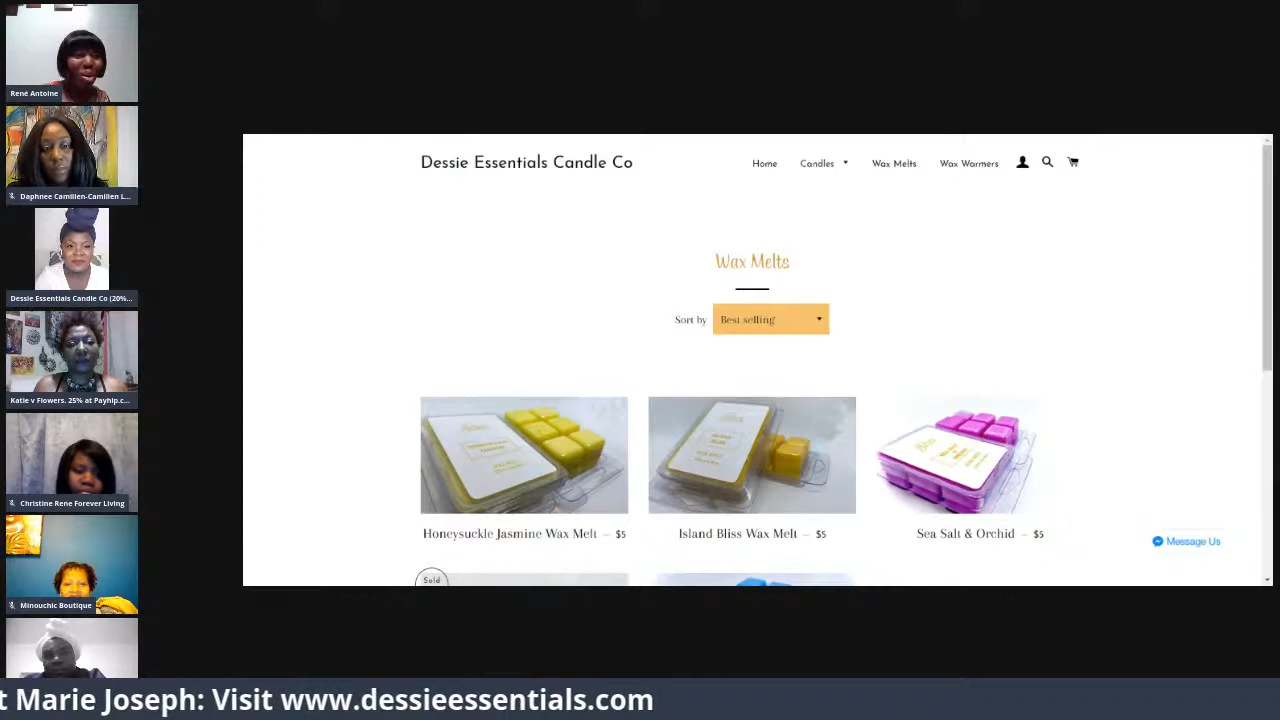 René Antoine
Daphnee Camilien-Camilien L...
Dessie Essentials Candle Co (20%...
Katie v Flowers. 25% at Payhip.c...
Christine Rene Forever Living
Minouchic Boutique
Dessie Essentials Candle Co
Home
Candles
Wax Melts
Wax Warmers
Wax Melts
Sort by
Best selling
Honeysuckle Jasmine Wax Melt — $5
Island Bliss Wax Melt — $5
Sea Salt & Orchid — $5
Sold
Message Us
t Marie Joseph: Visit www.dessieessentials.com